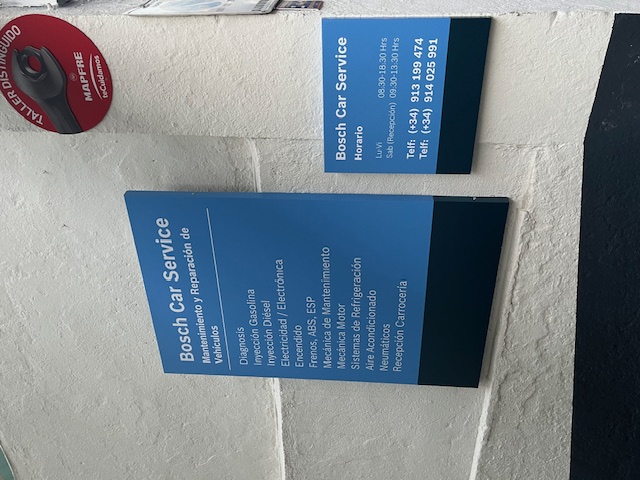 TALLER DISTINGUIDO
MAPFRE
teCuidamos
Bosch Car Service
Horario
Lu-Vi 08.30-18.30 Hrs
Sab (Recepción) 09.30-13.30 Hrs
Telf: (+34) 913 199 474
Telf: (+34) 914 025 991
Bosch Car Service
Mantenimiento y Reparación de
Vehículos
Diagnosis
Inyección Gasolina
Inyección Diésel
Electricidad / Electrónica
Encendido
Frenos, ABS, ESP
Mecánica de Mantenimiento
Mecánica Motor
Sistemas de Refrigeración
Aire Acondicionado
Neumáticos
Recepción Carrocería